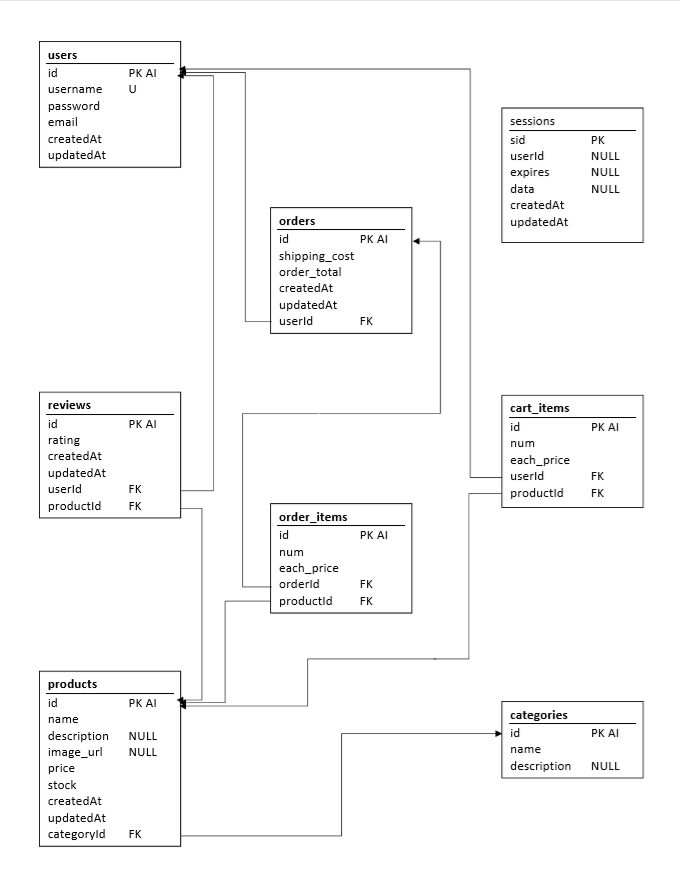 users
id PK AI
username U
password
email
createdAt
updatedAt
sessions
sid PK
userId NULL
expires NULL
data NULL
createdAt
updatedAt
orders
id PK AI
shipping_cost
order_total
createdAt
updatedAt
userId FK
reviews
id PK AI
rating
createdAt
updatedAt
userId FK
productId FK
cart_items
id PK AI
num
each_price
userId FK
productId FK
order_items
id PK AI
num
each_price
orderId FK
productId FK
products
id PK AI
name
description NULL
image_url NULL
price
stock
createdAt
updatedAt
categoryId FK
categories
id PK AI
name
description NULL